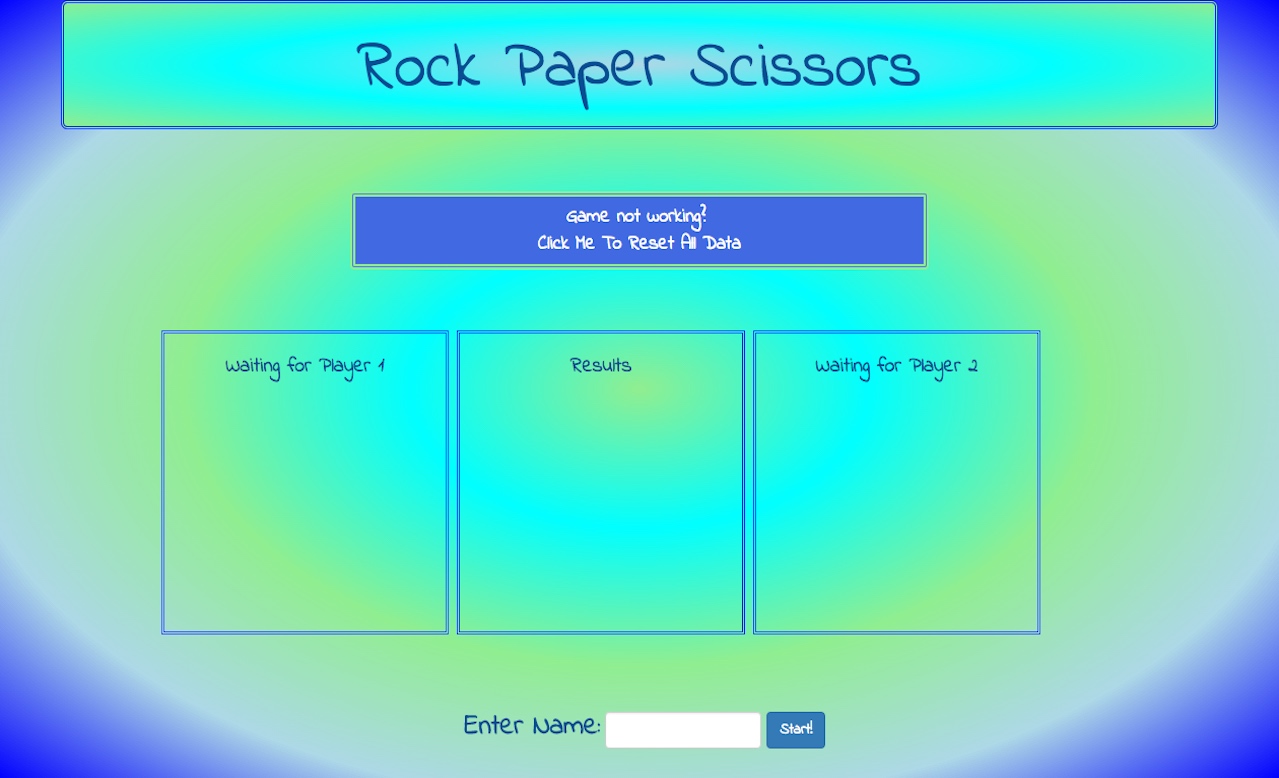 Rock Paper Scissors
Game not working?
Click Me To Reset All Data
Waiting for Player 1
Results
Waiting for Player 2
Enter Name:
Start!